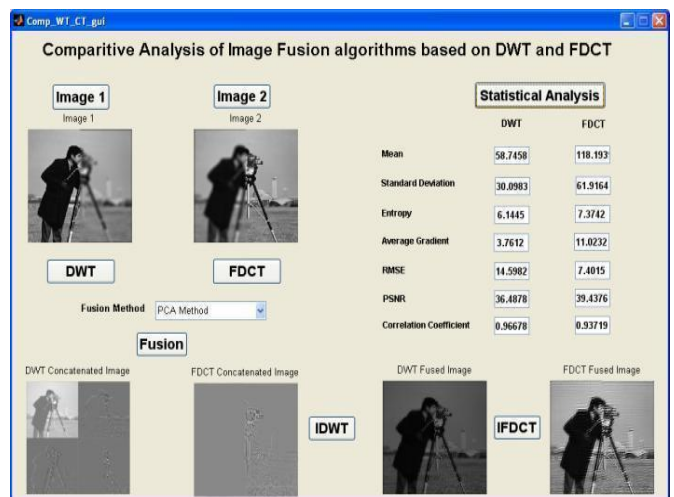 Comp_WT_CT_gui
Comparitive Analysis of Image Fusion algorithms based on DWT and FDCT
Image 1
Image 2
Statistical Analysis
Image 1
Image 2
DWT
FDCT
Mean
58.7458
118.193
Standard Deviation
30.0983
61.9164
Entropy
6.1445
7.3742
Average Gradient
3.7612
11.0232
DWT
FDCT
RMSE
14.5982
7.4015
PSNR
36.4878
39.4376
Fusion Method
PCA Method
Correlation Coefficient
0.96678
0.93719
Fusion
DWT Concatenated Image
FDCT Concatenated Image
DWT Fused Image
FDCT Fused Image
IDWT
IFDCT